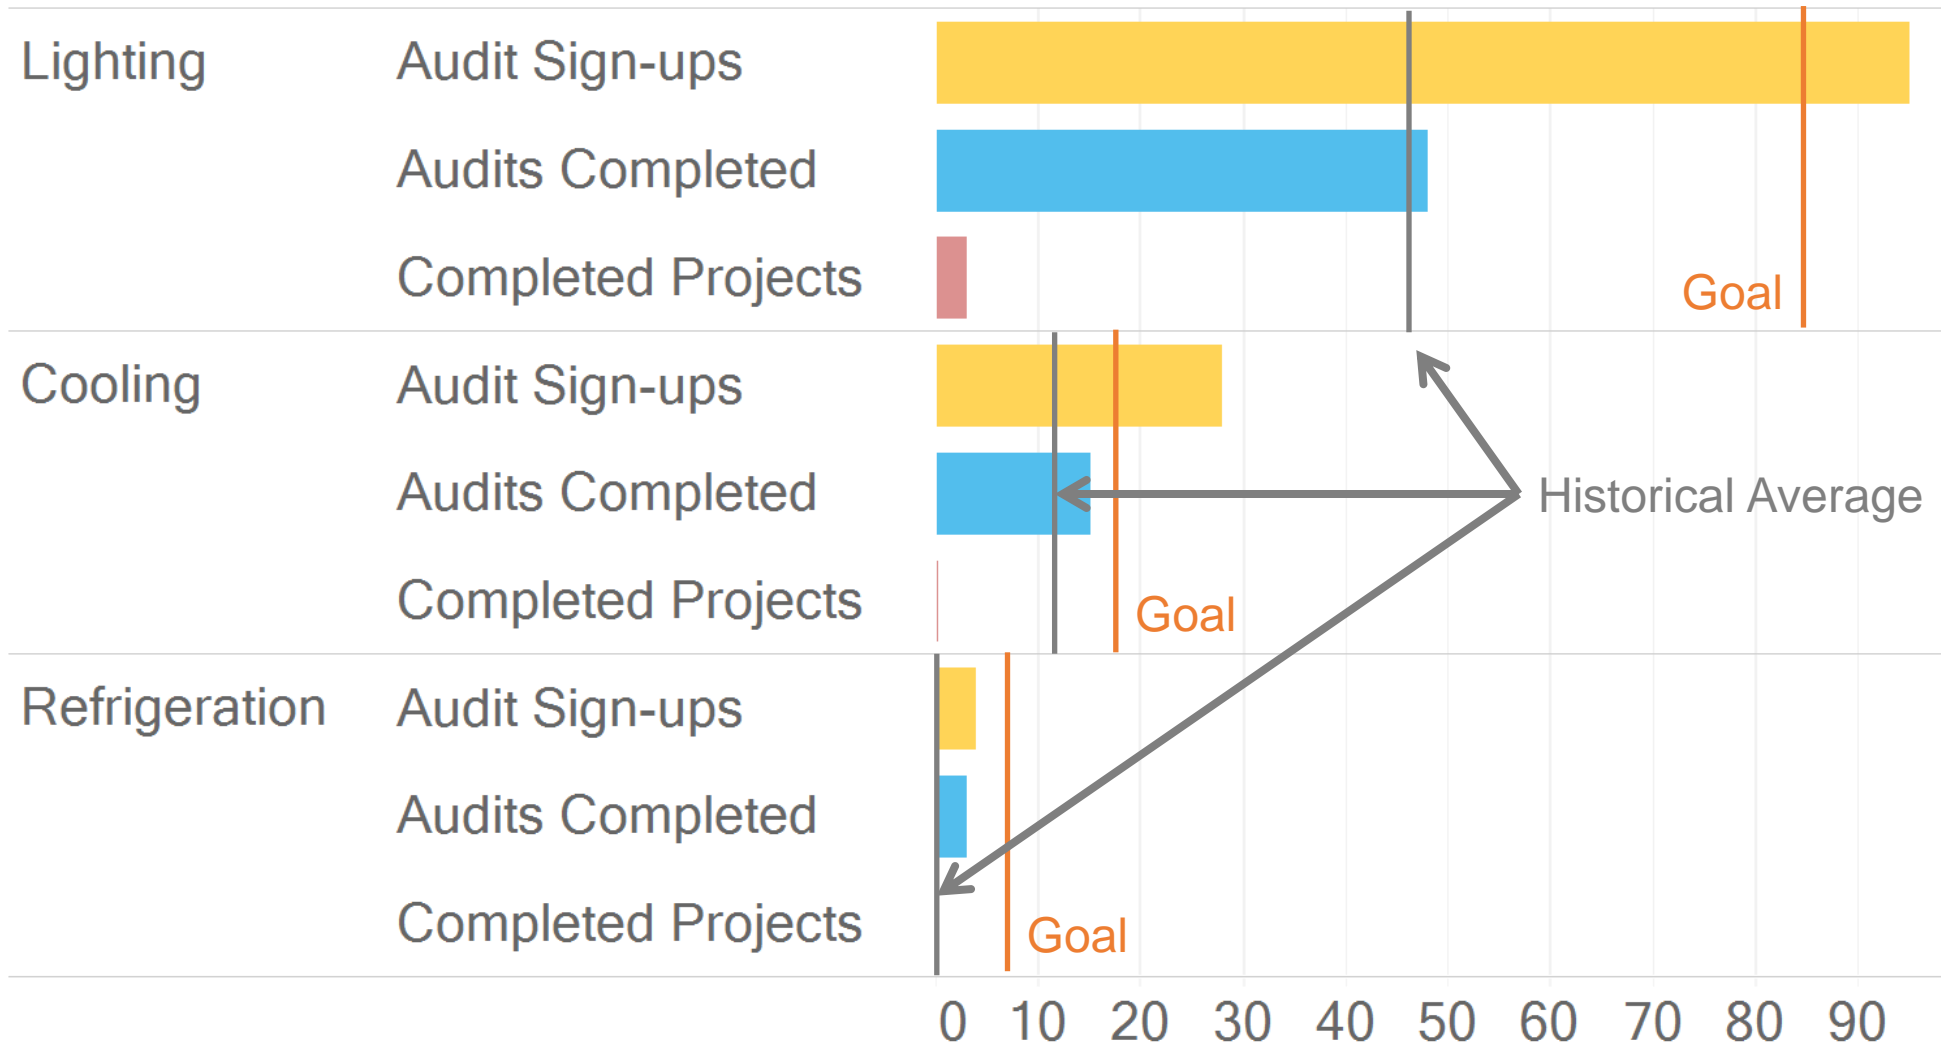 Lighting Audit Sign-ups
Audits Completed
Completed Projects
Goal
Cooling Audit Sign-ups
Audits Completed
Historical Average
Completed Projects
Goal
Refrigeration Audit Sign-ups
Audits Completed
Completed Projects
Goal
0 10 20 30 40 50 60 70 80 90